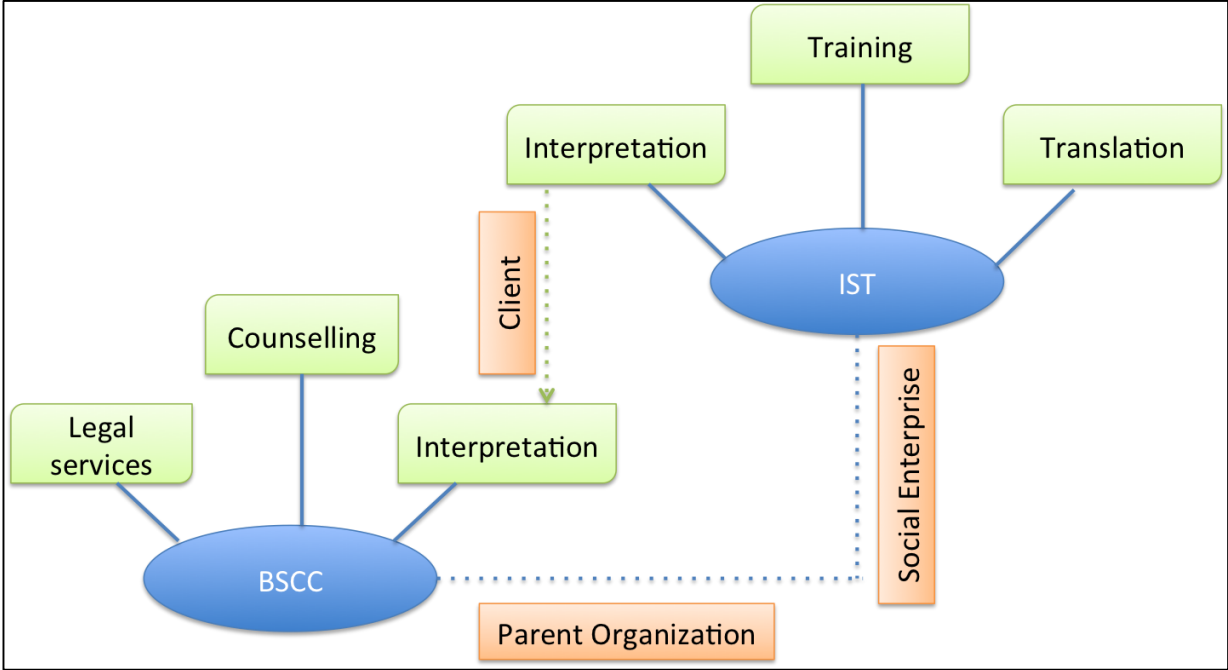 Training
Interpretation
Translation
Client
IST
Counselling
Social Enterprise
Legal
services
Interpretation
BSCC
Parent Organization